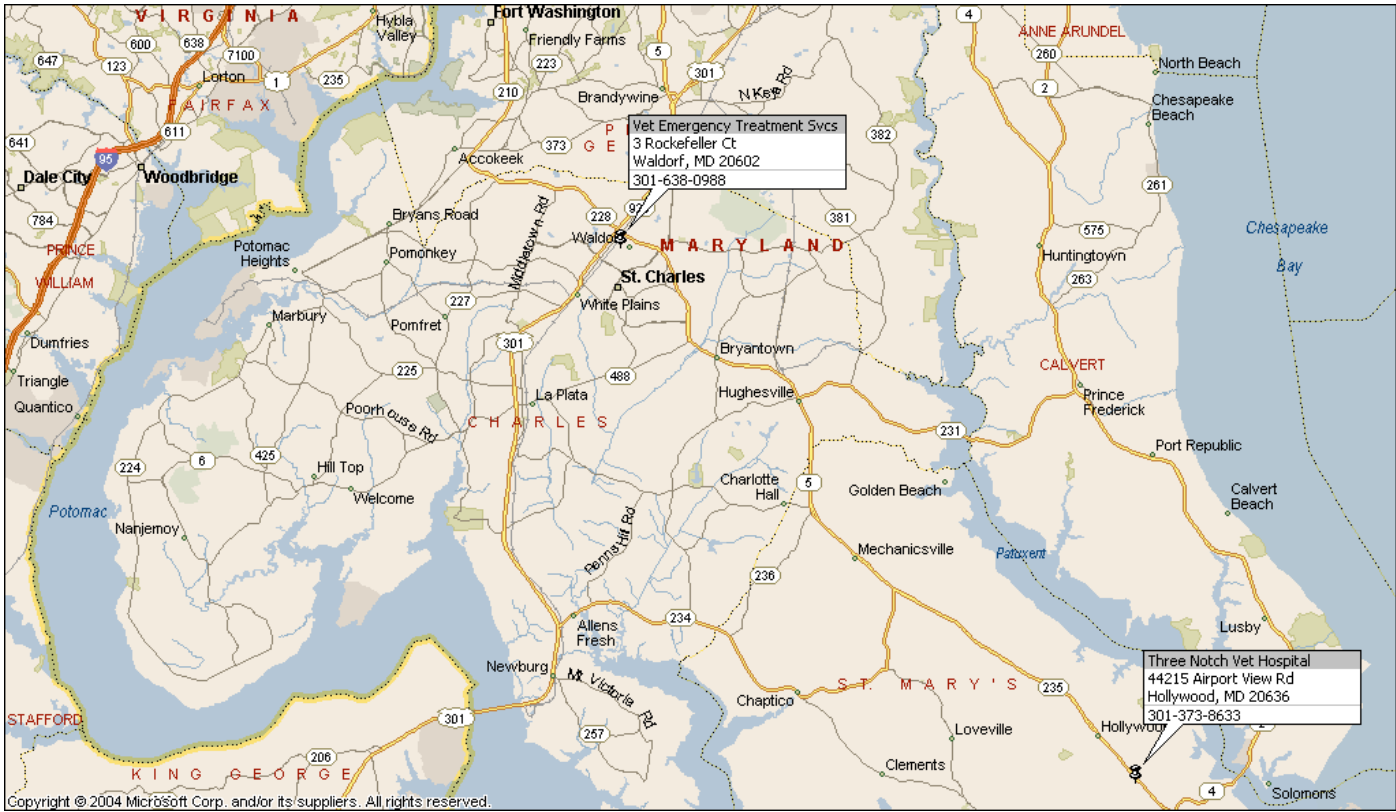 VIRGINIA
Fort Washington
Hybla
Valley
4
ANNE ARUNDEL
600
638
7100
Friendly Farms
5
260
647
123
Lorton
1
235
223
301
North Beach
FAIRFAX
210
Brandywine
N Keys Rd
2
Chesapeake
Beach
611
641
95
Vet Emergency Treatment Svcs
3 Rockefeller Ct
Waldorf, MD 20602
301-638-0988
373
P
G E
382
Accokeek
Dale City
Woodbridge
261
784
Bryans Road
Middletown Rd
228
381
575
Chesapeake
Bay
PRINCE
WILLIAM
Potomac
Heights
Pomonkey
MARYLAND
Huntingtown
263
St. Charles
227
White Plains
Marbury
Pomfret
301
Dumfries
Bryantown
Triangle
225
488
CALVERT
Quantico
La Plata
Hughesville
Prince
Frederick
Poorhouse Rd
CHARLES
231
Port Republic
224
6
425
Hill Top
Welcome
Charlotte
Hall
5
Golden Beach
Calvert
Beach
Potomac
Nanjemoy
Penns Hill Rd
Mechanicsville
Patuxent
236
Allens
Fresh
234
Lusby
Newburg
Mt Victoria Rd
Chaptico
ST. MARY'S
235
Three Notch Vet Hospital
44215 Airport View Rd
Hollywood, MD 20636
301-373-8633
STAFFORD
301
257
Loveville
206
KING GEORGE
Clements
4
Solomons
Copyright © 2004 Microsoft Corp. and/or its suppliers. All rights reserved.